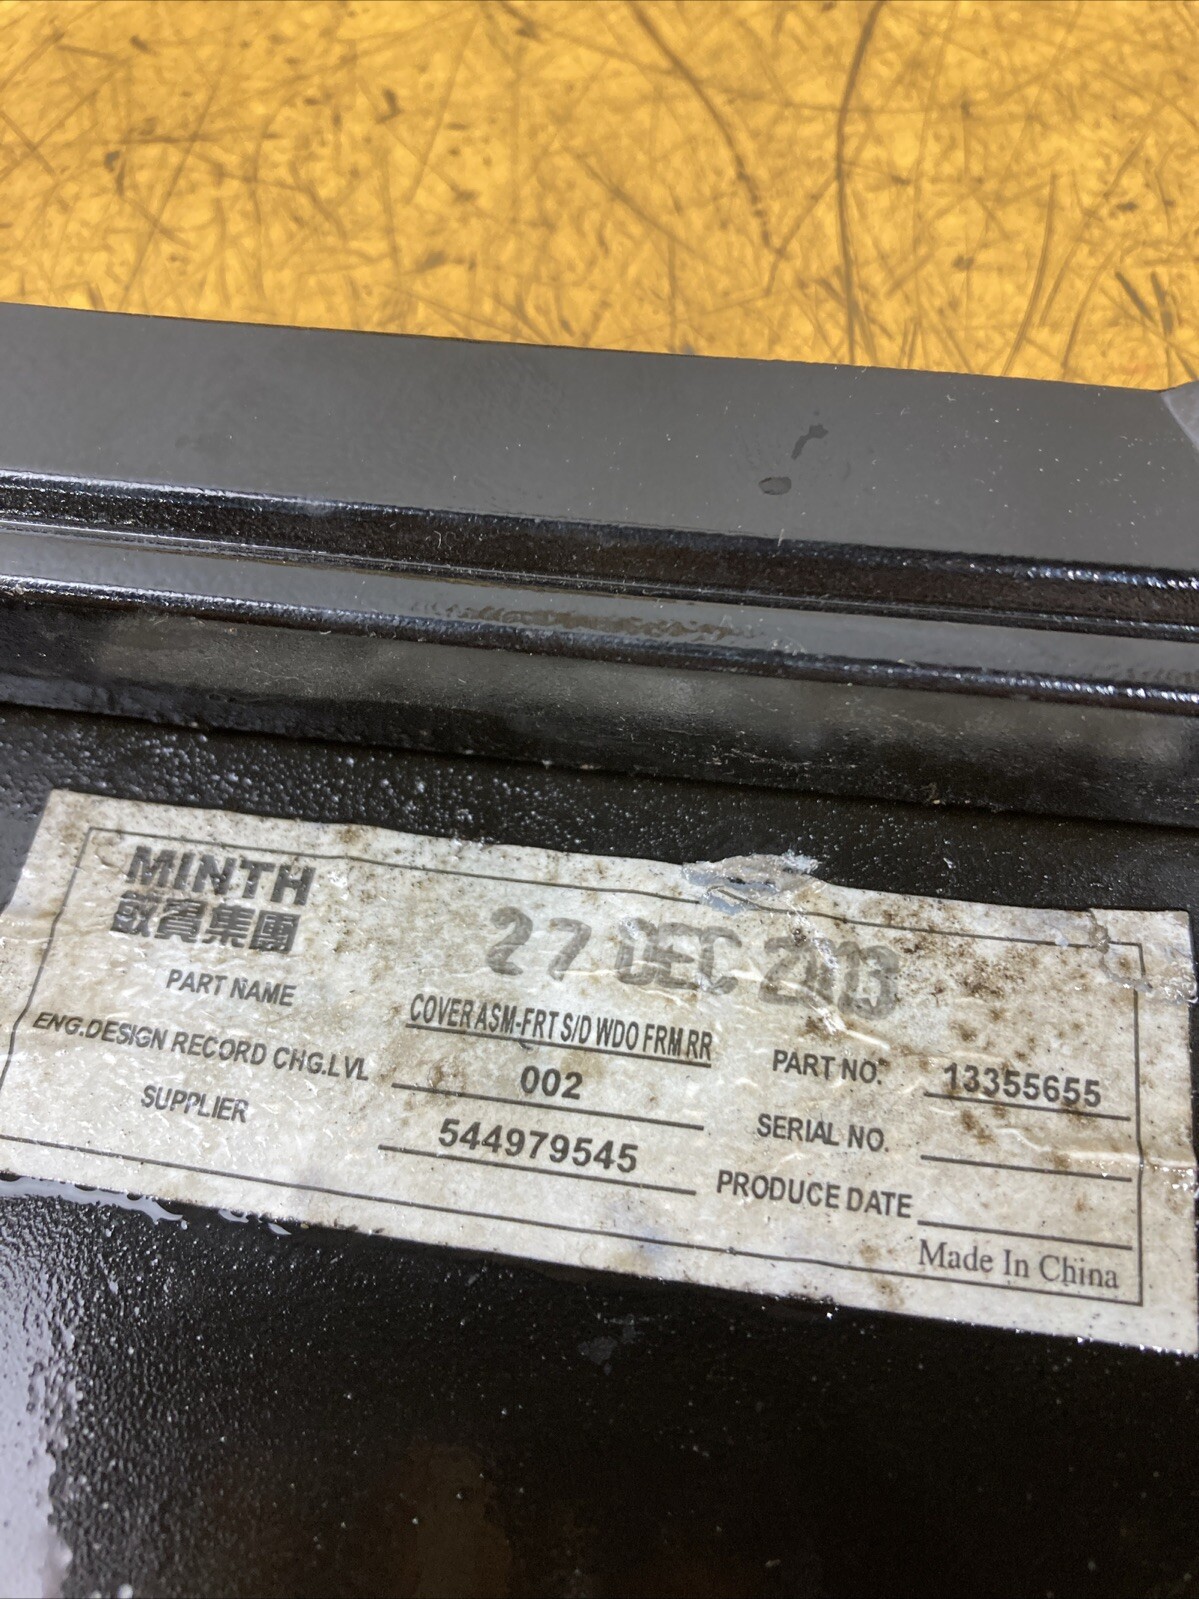 MINTH
敏實集團
27 DEC 2013
PART NAME COVER ASM-FRT S/D WDO FRM RR
ENG.DESIGN RECORD CHG.LVL 002
SUPPLIER 544979545
PART NO. 13355655
SERIAL NO.
PRODUCE DATE
Made In China